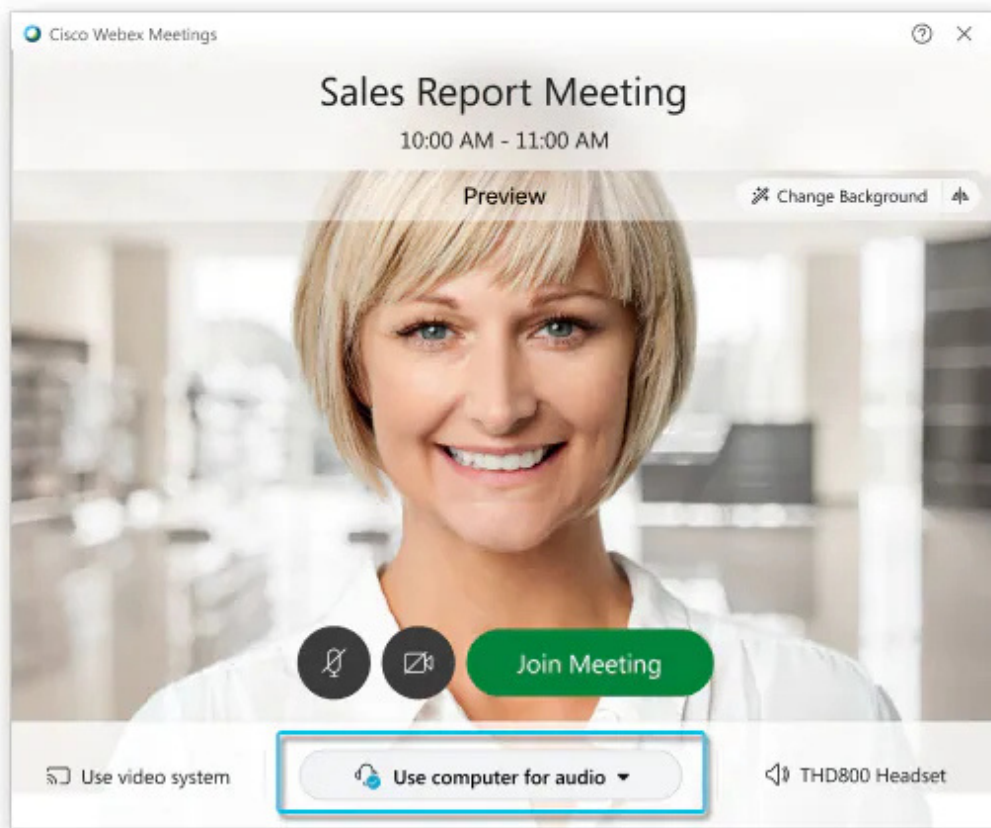 Cisco Webex Meetings
Sales Report Meeting
10:00 AM - 11:00 AM
Preview
Change Background
Join Meeting
Use video system
Use computer for audio
THD800 Headset